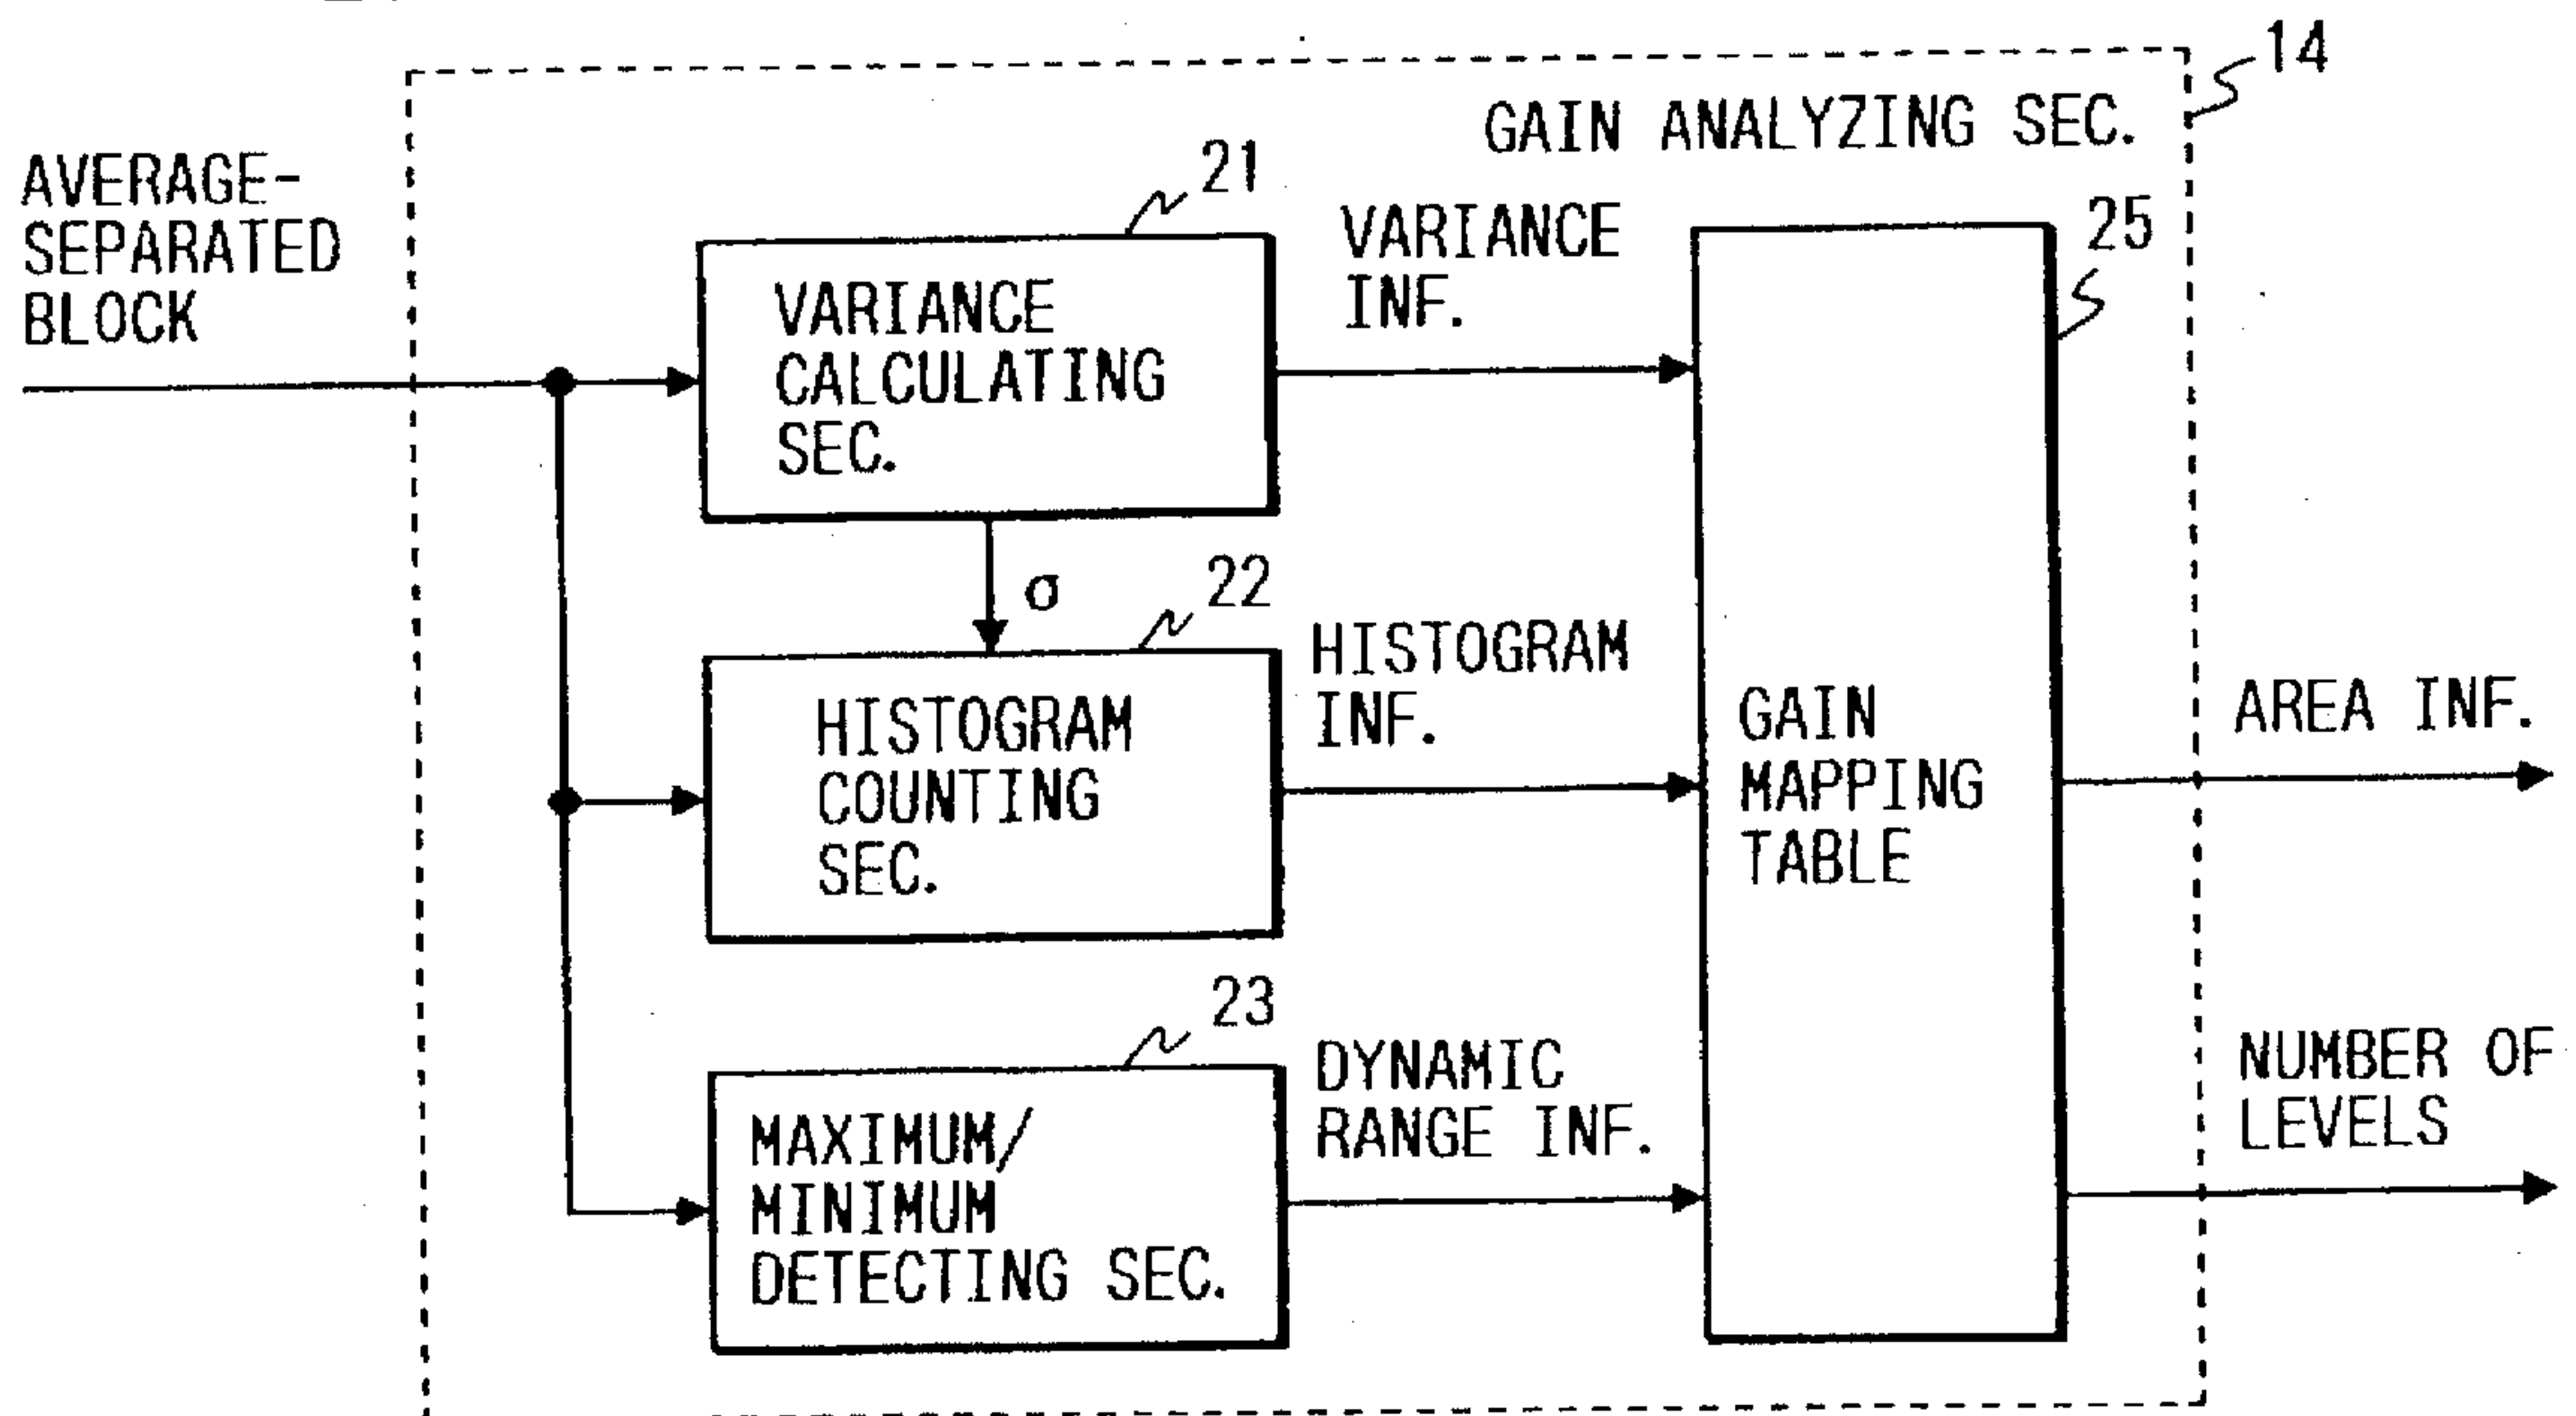 14
GAIN ANALYZING SEC.
AVERAGE-
SEPARATED
BLOCK
21
VARIANCE
CALCULATING
SEC.
VARIANCE
INF.
25
σ
22
HISTOGRAM
COUNTING
SEC.
HISTOGRAM
INF.
GAIN
MAPPING
TABLE
AREA INF.
23
MAXIMUM/
MINIMUM
DETECTING SEC.
DYNAMIC
RANGE INF.
NUMBER OF
LEVELS